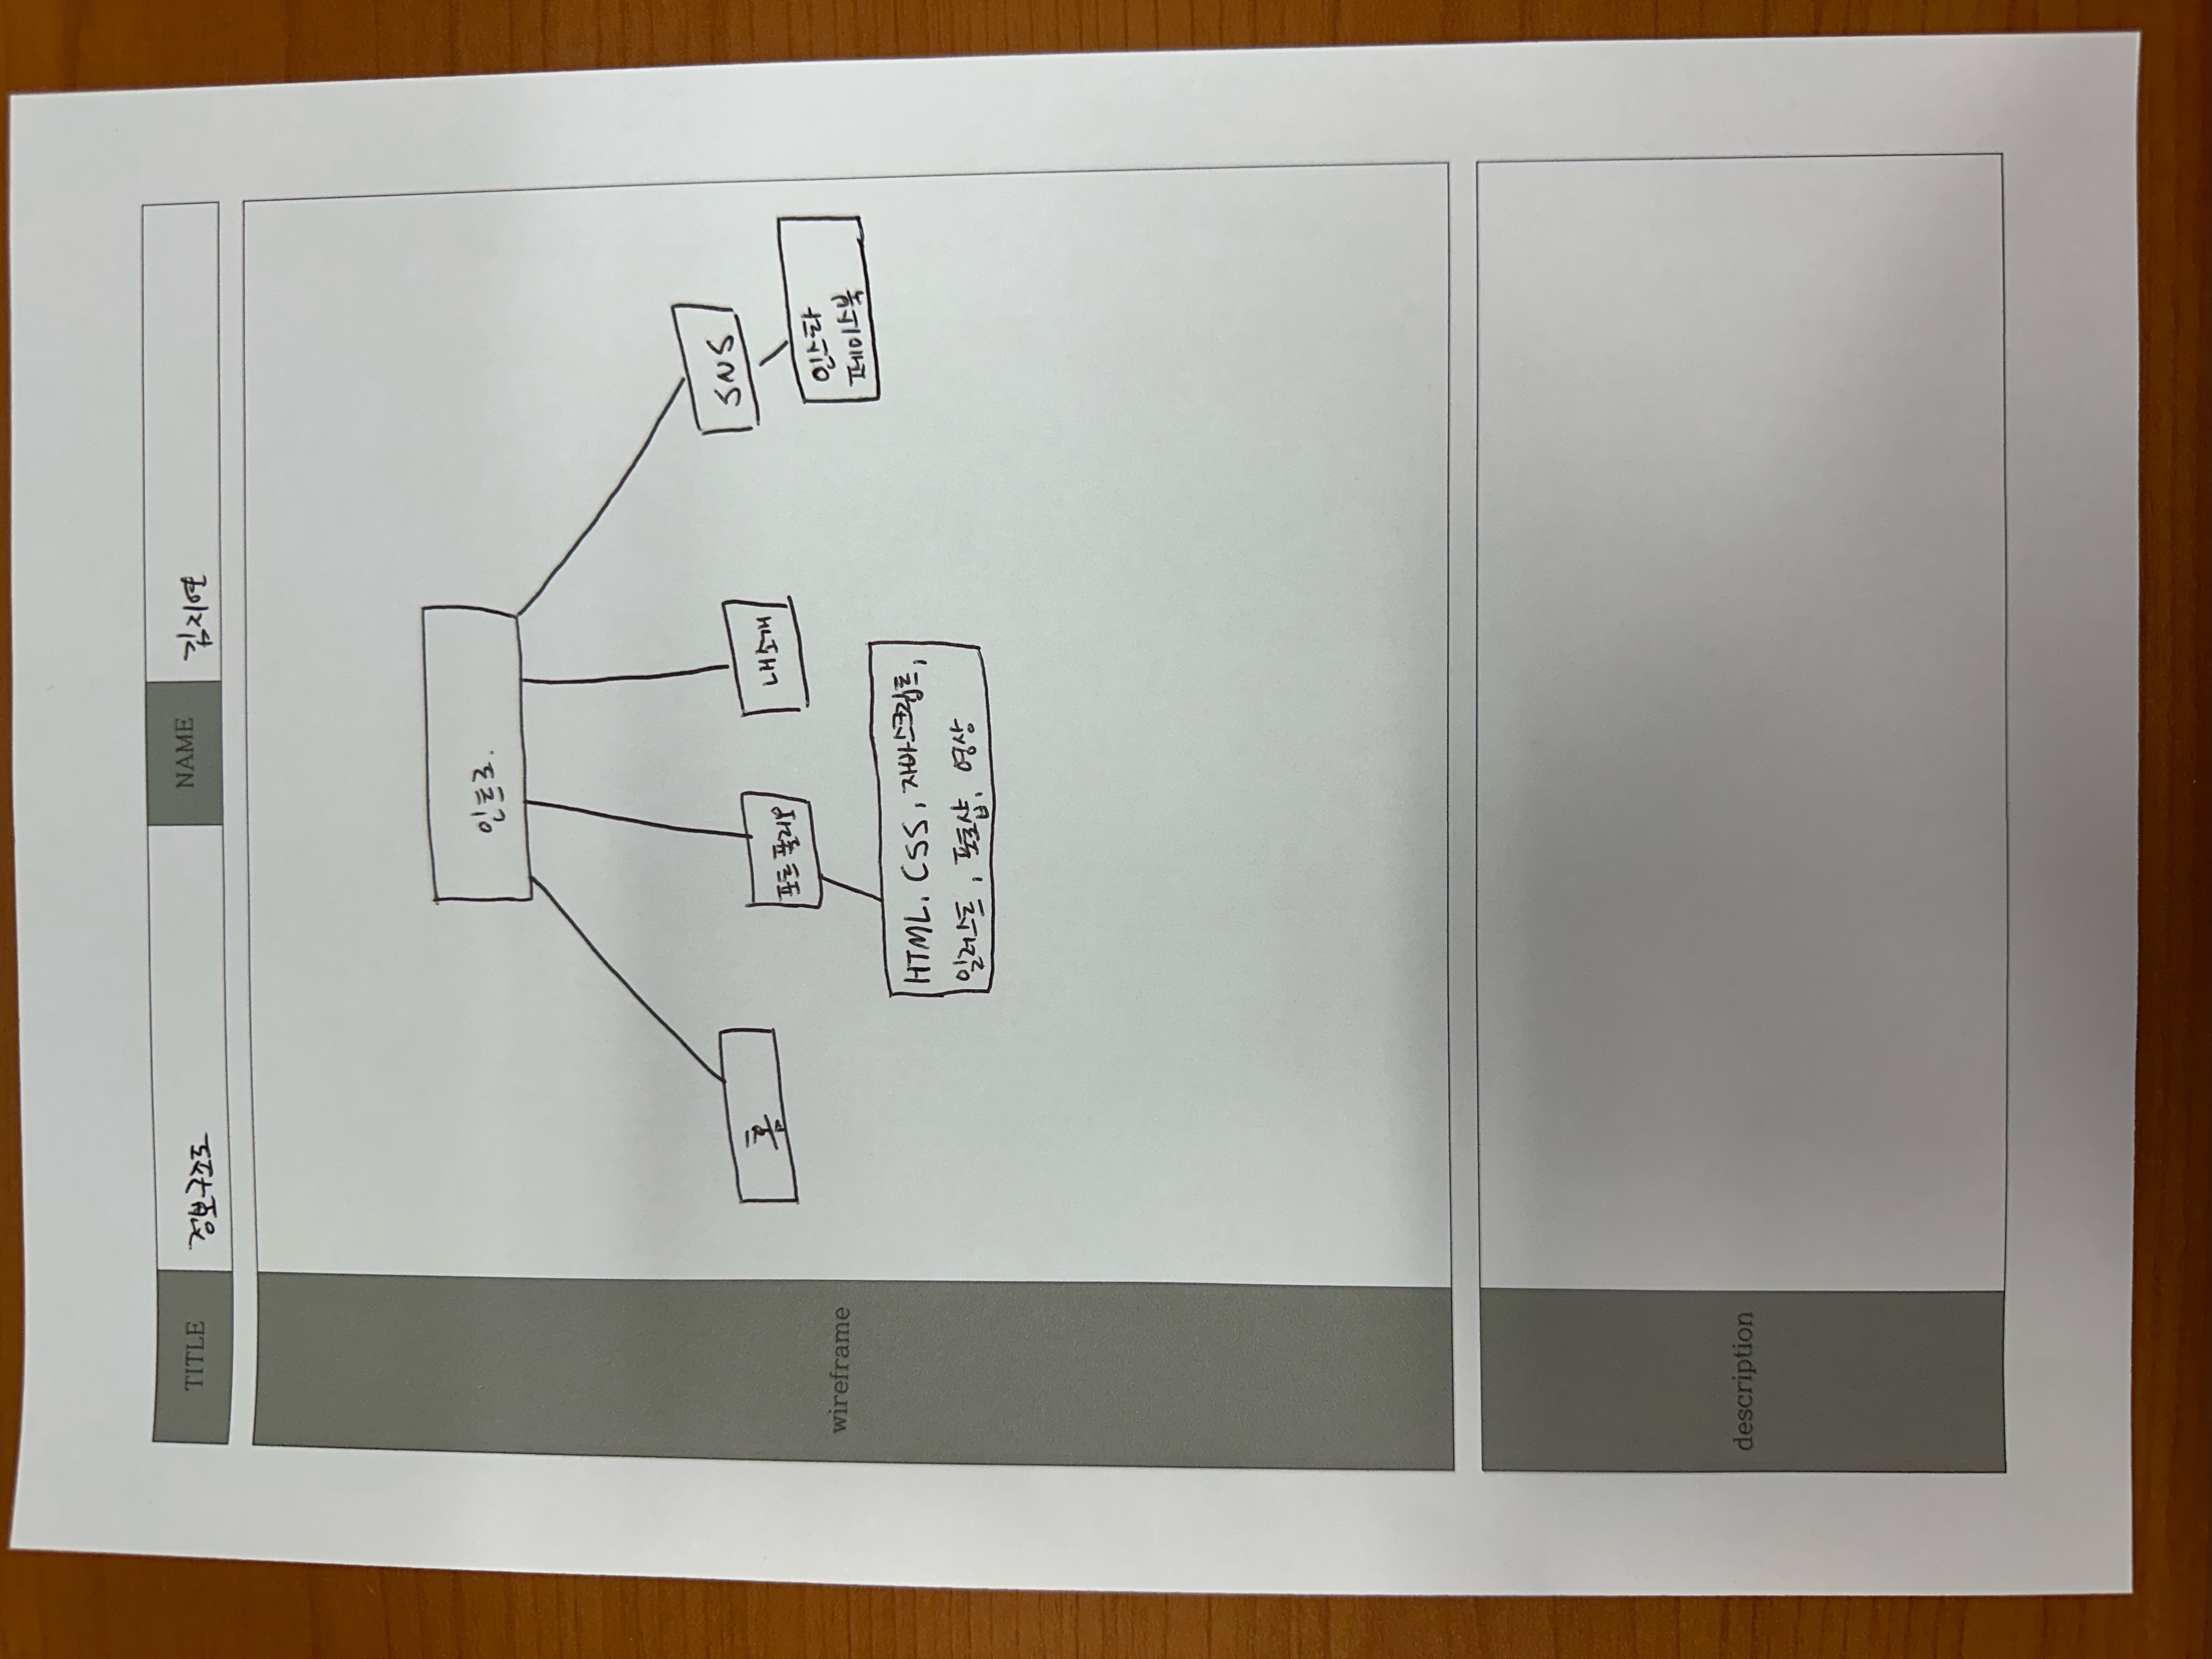 TITLE
정보구조도
NAME
김지연
wireframe
인트로.
홈
포트폴리오
내소개
SNS
인스타
페이스북
HTML, CSS, 자바스크립트,
일러스트, 포토샵, 영상
description